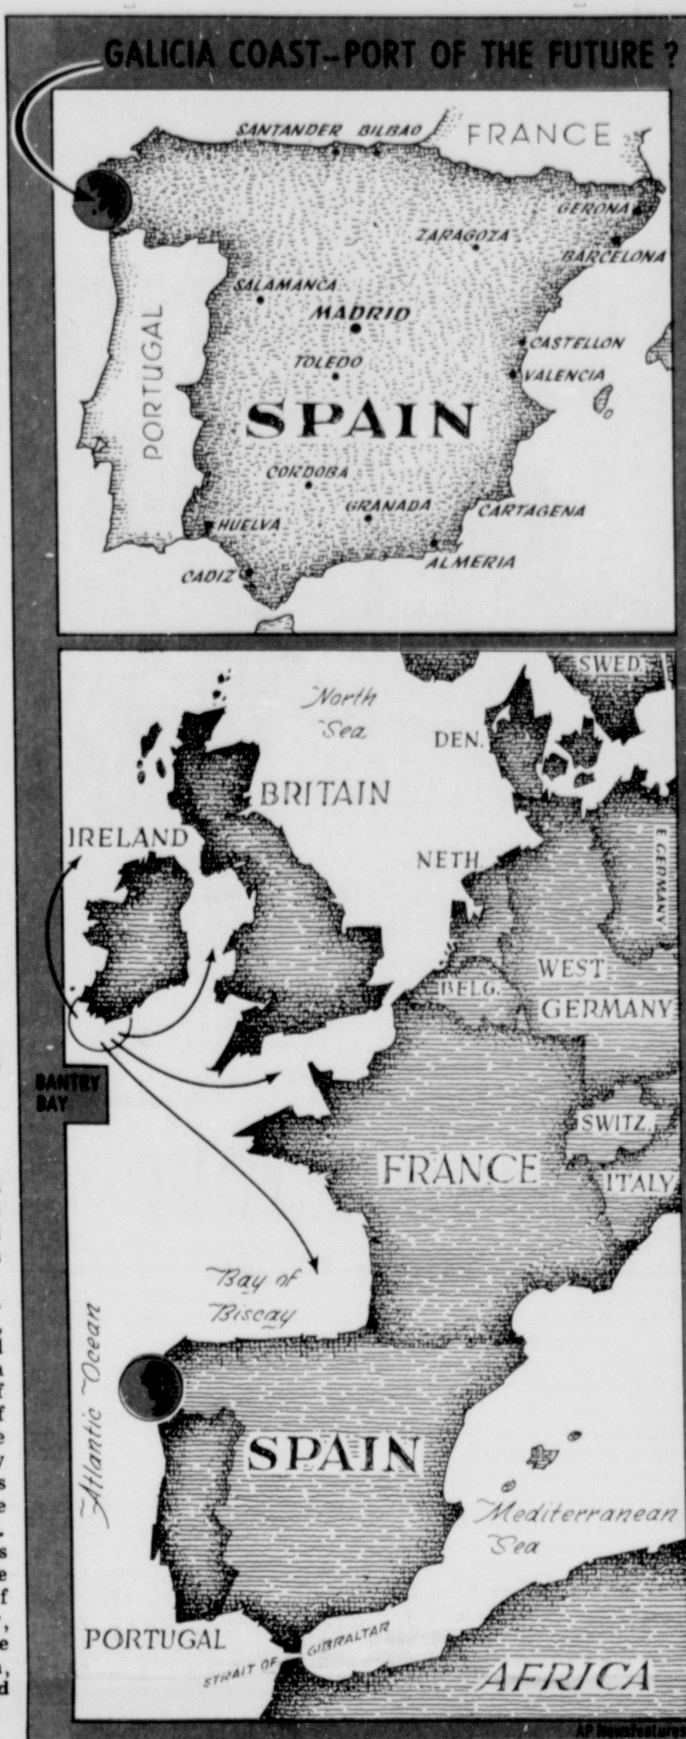 GALICIA COAST-PORT OF THE FUTURE?
SANTANDER BILBAO
FRANCE
GERONA
ZARAGOZA
BARCELONA
SALAMANCA
MADRID
CASTELLON
PORTUGAL
TOLEDO
VALENCIA
SPAIN
CORDOBA
GRANADA
CARTAGENA
HUELVA
ALMERIA
CADIZ
SWED.
North
Sea
DEN.
BRITAIN
IRELAND
NETH.
E GERMANY
WEST
GERMANY
BELG.
BANTRY
BAY
SWITZ.
FRANCE
ITALY
Bay of
Biscay
Atlantic Ocean
SPAIN
Mediterranean
Sea
PORTUGAL
STRAIT OF GIBRALTAR
AFRICA
AP Newsfeatures